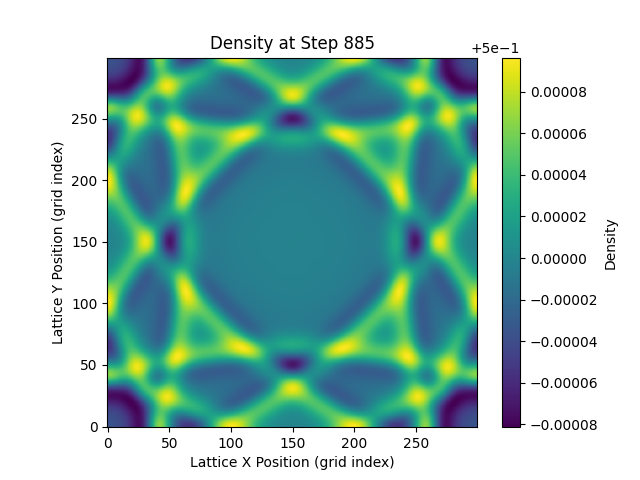 Density at Step 885
+5e−1
250
200
150
100
50
0
0 50 100 150 200 250
Lattice X Position (grid index)
Lattice Y Position (grid index)
0.00008
0.00006
0.00004
0.00002
0.00000
−0.00002
−0.00004
−0.00006
−0.00008
Density